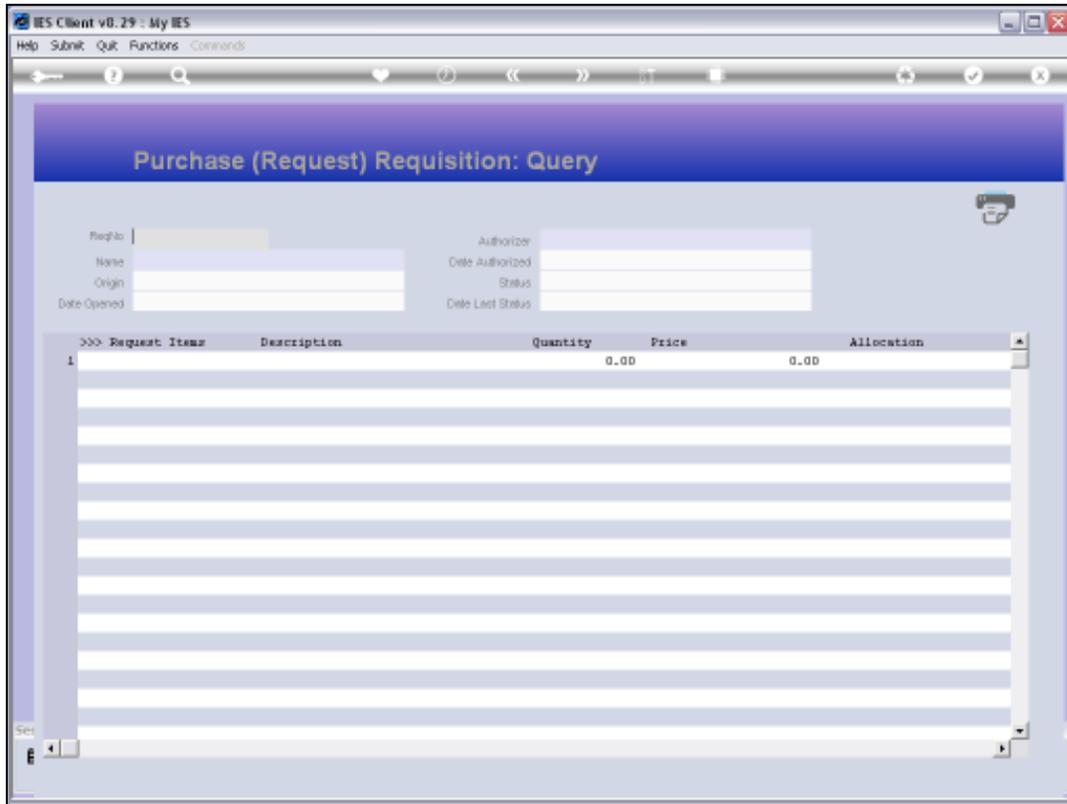 IES Client v8.29 : My IES
Help Submit Quit Functions Commands
Purchase (Request) Requisition: Query
ReqNo
Authorizer
Name
Date Authorized
Origin
Status
Date Opened
Date Last Status
>>> Request Items Description Quantity Price Allocation
1 0.00 0.00
Ses